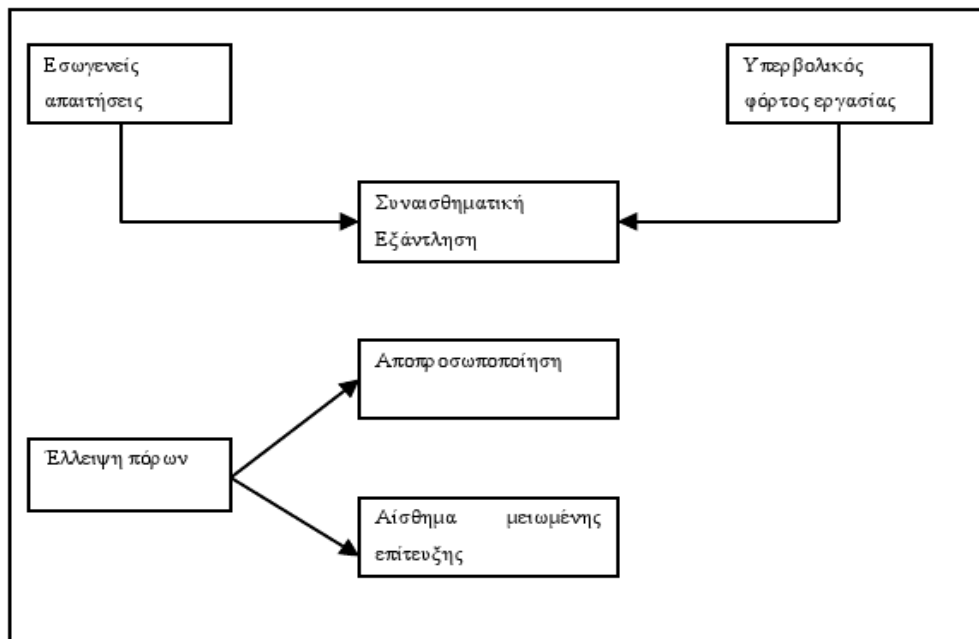 Εσωγενείς
απαιτήσεις
Υπερβολικός
φόρτος εργασίας
Συναισθηματική
Εξάντληση
Αποπροσωποποίηση
Έλλειψη πόρων
Αίσθημα μειωμένης
επίτευξης